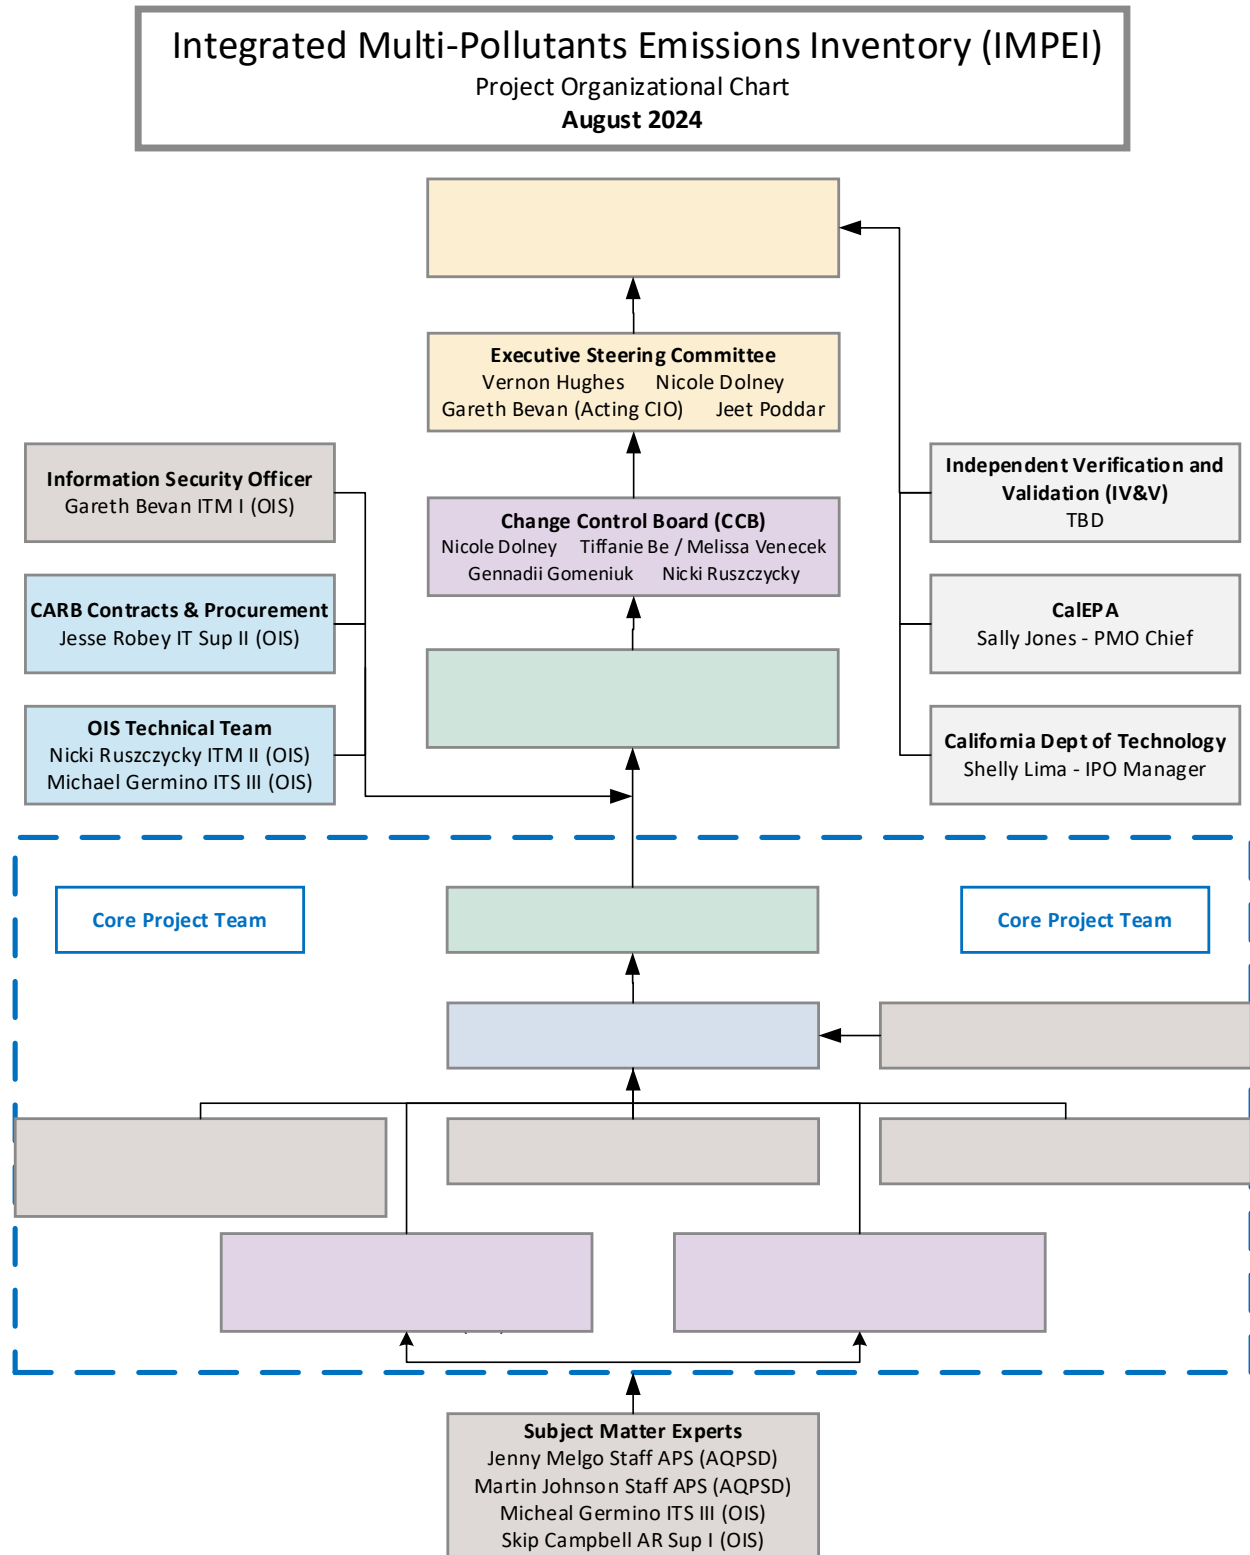 Integrated Multi-Pollutants Emissions Inventory (IMPEI)
Project Organizational Chart
August 2024
Executive Steering Committee
Vernon Hughes Nicole Dolney
Gareth Bevan (Acting CIO) Jeet Poddar
Information Security Officer
Gareth Bevan ITM I (OIS)
Change Control Board (CCB)
Nicole Dolney Tiffanie Be / Melissa Venecek
Gennadii Gomeniuk Nicki Ruszczycky
Independent Verification and
Validation (IV&V)
TBD
CARB Contracts & Procurement
Jesse Robey IT Sup II (OIS)
CalEPA
Sally Jones - PMO Chief
OIS Technical Team
Nicki Ruszczycky ITM II (OIS)
Michael Germino ITS III (OIS)
California Dept of Technology
Shelly Lima - IPO Manager
Core Project Team
Core Project Team
Subject Matter Experts
Jenny Melgo Staff APS (AQPSD)
Martin Johnson Staff APS (AQPSD)
Micheal Germino ITS III (OIS)
Skip Campbell AR Sup I (OIS)